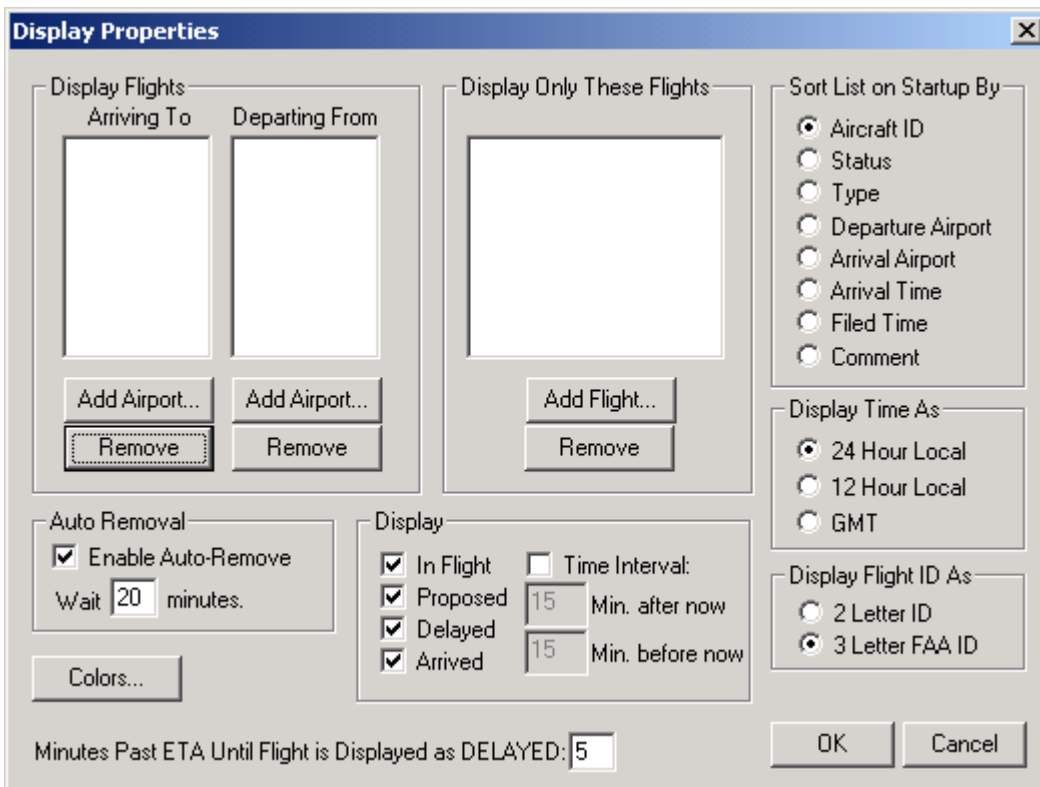 Display Properties
Display Flights
Arriving To
Departing From
Add Airport...
Add Airport...
Remove
Remove
Display Only These Flights
Add Flight...
Remove
Sort List on Startup By
Aircraft ID
Status
Type
Departure Airport
Arrival Airport
Arrival Time
Filed Time
Comment
Display Time As
24 Hour Local
12 Hour Local
GMT
Auto Removal
Enable Auto-Remove
Wait 20 minutes.
Display
In Flight
Proposed
Delayed
Arrived
Time Interval:
15 Min. after now
15 Min. before now
Display Flight ID As
2 Letter ID
3 Letter FAA ID
Colors...
Minutes Past ETA Until Flight is Displayed as DELAYED: 5
OK
Cancel